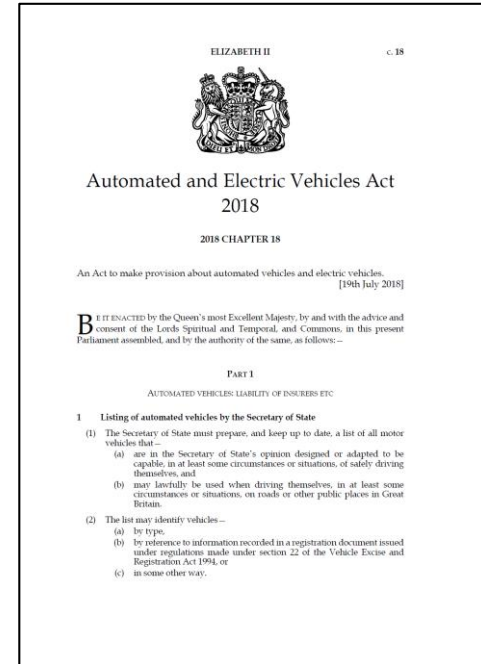 ELIZABETH II c. 18
Automated and Electric Vehicles Act
2018
2018 CHAPTER 18
An Act to make provision about automated vehicles and electric vehicles.
[19th July 2018]
BE IT ENACTED by the Queen's most Excellent Majesty, by and with the advice and
consent of the Lords Spiritual and Temporal, and Commons, in this present
Parliament assembled, and by the authority of the same, as follows:—
PART 1
AUTOMATED VEHICLES: LIABILITY OF INSURERS ETC
1 Listing of automated vehicles by the Secretary of State
(1) The Secretary of State must prepare, and keep up to date, a list of all motor
vehicles that—
(a) are in the Secretary of State's opinion designed or adapted to be
capable, in at least some circumstances or situations, of safely driving
themselves, and
(b) may lawfully be used when driving themselves, in at least some
circumstances or situations, on roads or other public places in Great
Britain.
(2) The list may identify vehicles—
(a) by type,
(b) by reference to information recorded in a registration document issued
under regulations made under section 22 of the Vehicle Excise and
Registration Act 1994, or
(c) in some other way.